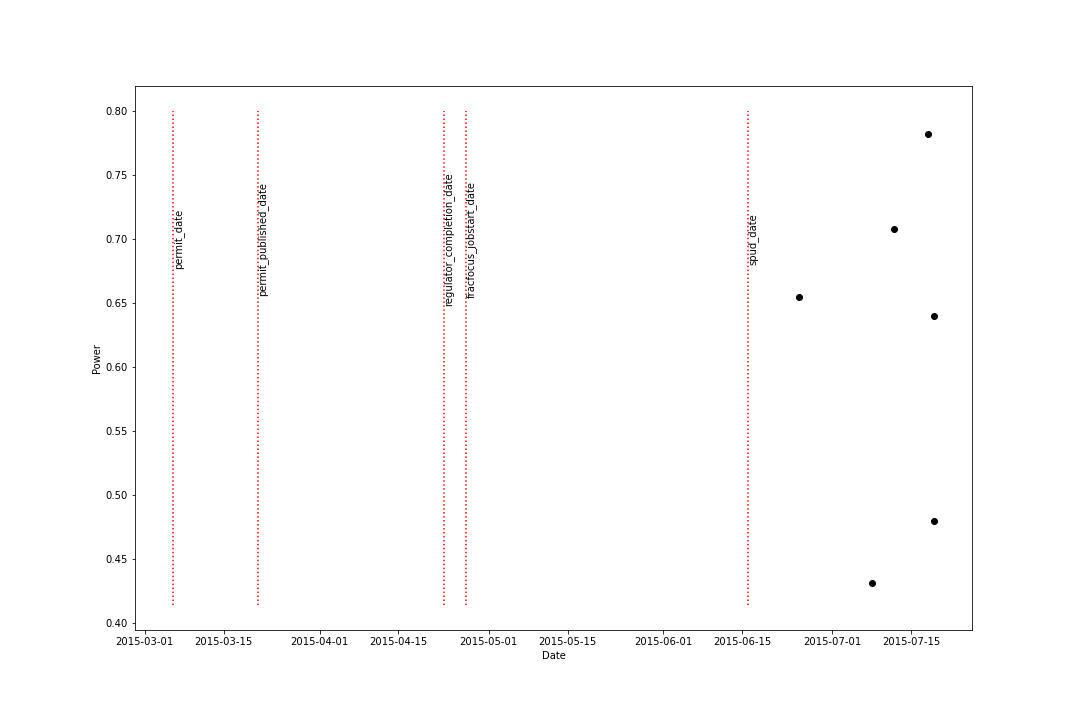 0.80
0.75
0.70
0.65
0.60
0.55
0.50
0.45
0.40
Power
permit_date
permit_published_date
regulator_completion_date
fracfocus_jobstart_date
spud_date
2015-03-01 2015-03-15 2015-04-01 2015-04-15 2015-05-01 2015-05-15 2015-06-01 2015-06-15 2015-07-01 2015-07-15
Date